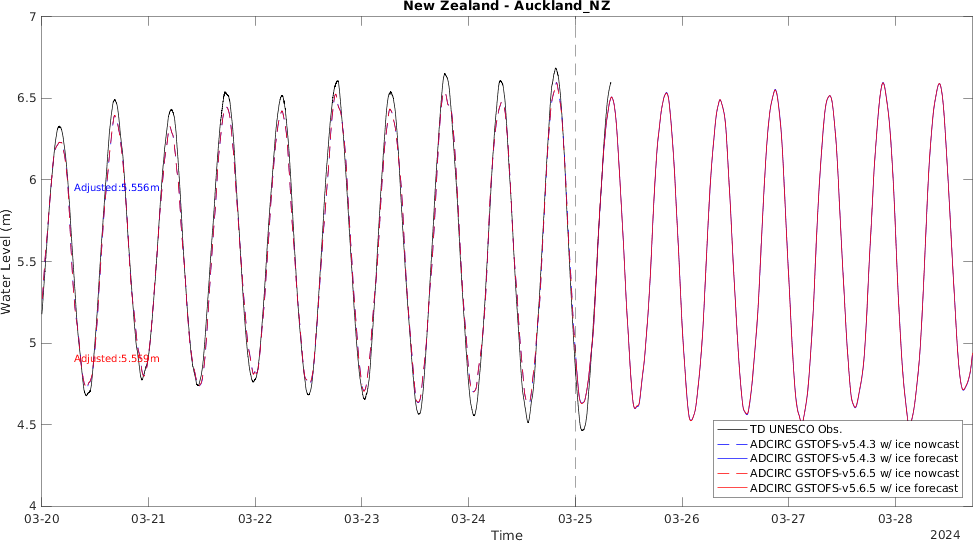 New Zealand - Auckland_NZ
7
6.5
6
5.5
5
4.5
4
Water Level (m)
Adjusted:5.556m
Adjusted:5.559m
TD UNESCO Obs.
ADCIRC GSTOFS-v5.4.3 w/ ice nowcast
ADCIRC GSTOFS-v5.4.3 w/ ice forecast
ADCIRC GSTOFS-v5.6.5 w/ ice nowcast
ADCIRC GSTOFS-v5.6.5 w/ ice forecast
03-20 03-21 03-22 03-23 03-24 03-25 03-26 03-27 03-28
Time
2024